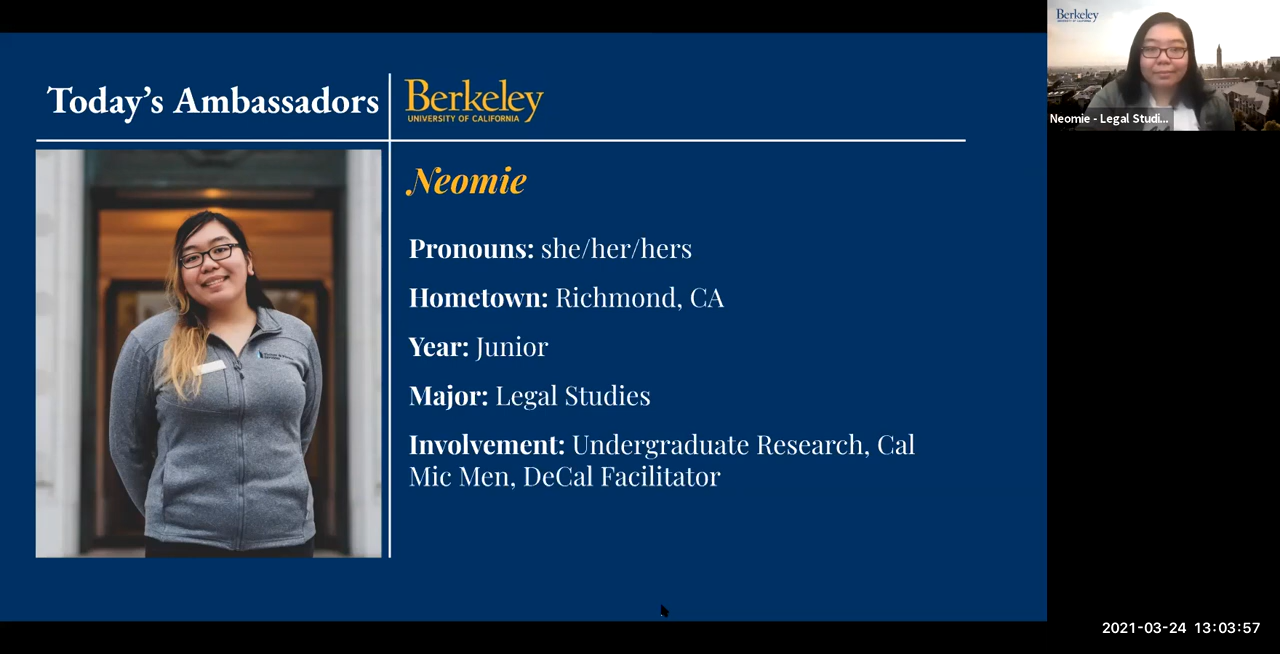 Today's Ambassadors
Berkeley
UNIVERSITY OF CALIFORNIA
Neomie
Pronouns: she/her/hers
Hometown: Richmond, CA
Year: Junior
Major: Legal Studies
Involvement: Undergraduate Research, Cal
Mic Men, DeCal Facilitator
Berkeley
Neomie - Legal Studi...
2021-03-24 13:03:57